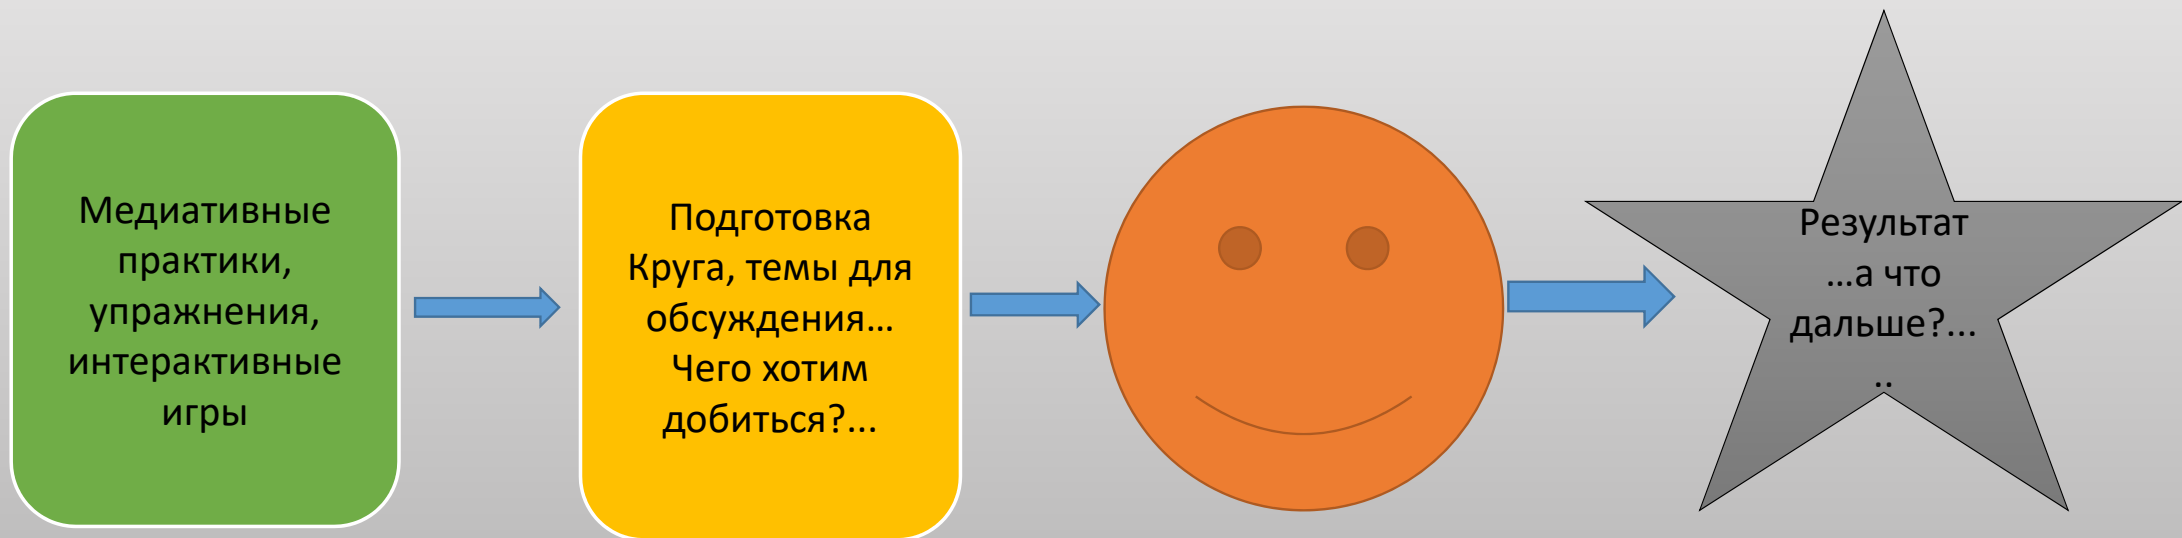 Медиативные
практики,
упражнения,
интерактивные
игры
Подготовка
Круга, темы для
обсуждения...
Чего хотим
добиться?...
Результат
...а что
дальше?...
..